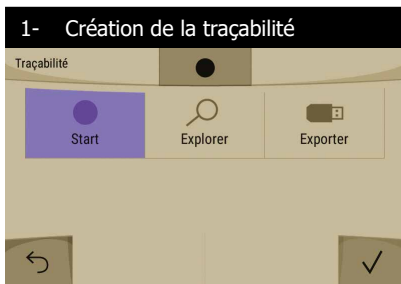 1- Création de la traçabilité
Traçabilité
Start Explorer Exporter